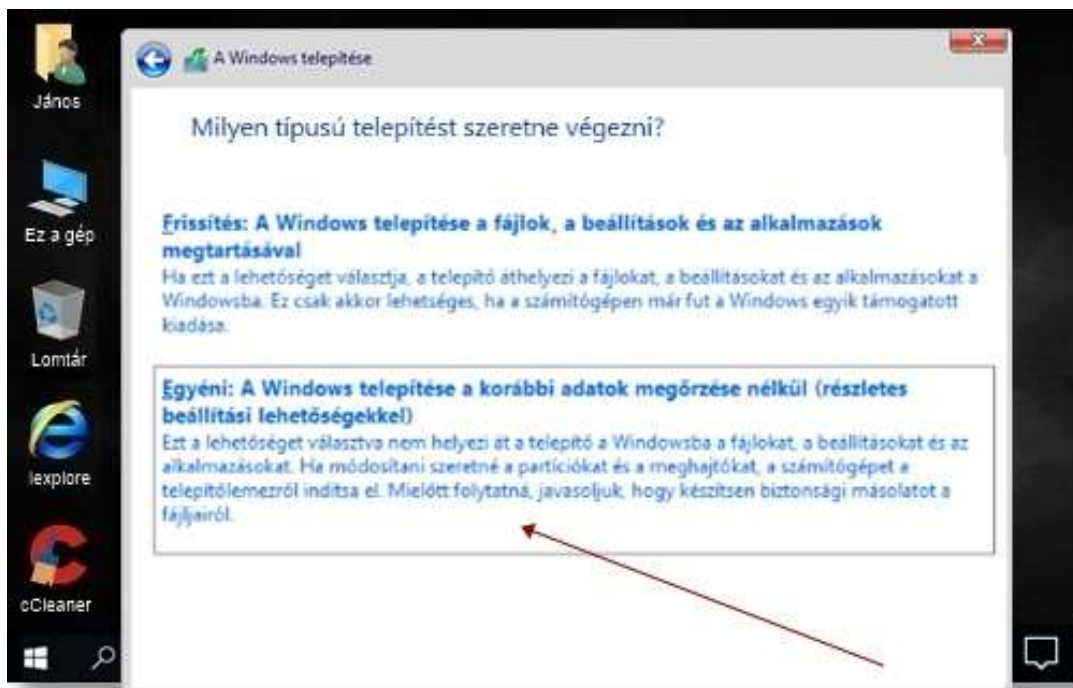 János
Ez a gép
Lomtár
Iexplore
cCleaner
A Windows telepítése
Milyen típusú telepítést szeretne végezni?
Frissítés: A Windows telepítése a fájlok, a beállítások és az alkalmazások
megtartásával
Ha ezt a lehetőséget választja, a telepítő áthelyezi a fájlokat, a beállításokat és az alkalmazásokat a
Windowsba. Ez csak akkor lehetséges, ha a számítógépen már fut a Windows egyik támogatott
kiadása.
Egyéni: A Windows telepítése a korábbi adatok megőrzése nélkül (részletes
beállítási lehetőségekkel)
Ezt a lehetőséget választva nem helyezi át a telepítő a Windowsba a fájlokat, a beállításokat és az
alkalmazásokat. Ha módosítani szeretné a partíciókat és a meghajtókat, a számítógépet a
telepítőlemezről indítsa el. Mielőtt folytatná, javasoljuk, hogy készítsen biztonsági másolatot a
fájljairól.